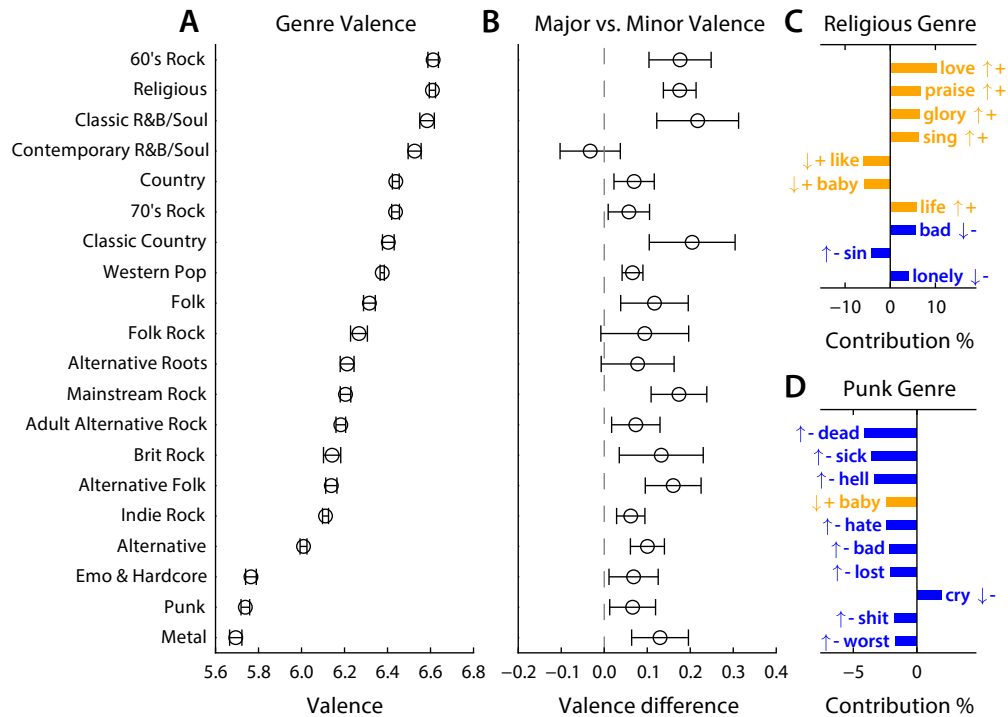 A
Genre Valence
60's Rock
Religious
Classic R&B/Soul
Contemporary R&B/Soul
Country
70's Rock
Classic Country
Western Pop
Folk
Folk Rock
Alternative Roots
Mainstream Rock
Adult Alternative Rock
Brit Rock
Alternative Folk
Indie Rock
Alternative
Emo & Hardcore
Punk
Metal
5.6 5.8 6.0 6.2 6.4 6.6 6.8
Valence
B
Major vs. Minor Valence
−0.2 −0.1 0.0 0.1 0.2 0.3 0.4
Valence difference
C
Religious Genre
love ↑+
praise ↑+
glory ↑+
sing ↑+
↓+ like
↓+ baby
life ↑+
bad ↓-
↑- sin
lonely ↓-
−10 0 10
Contribution %
D
Punk Genre
↑- dead
↑- sick
↑- hell
↓+ baby
↑- hate
↑- bad
↑- lost
cry ↓-
↑- shit
↑- worst
−5 0
Contribution %